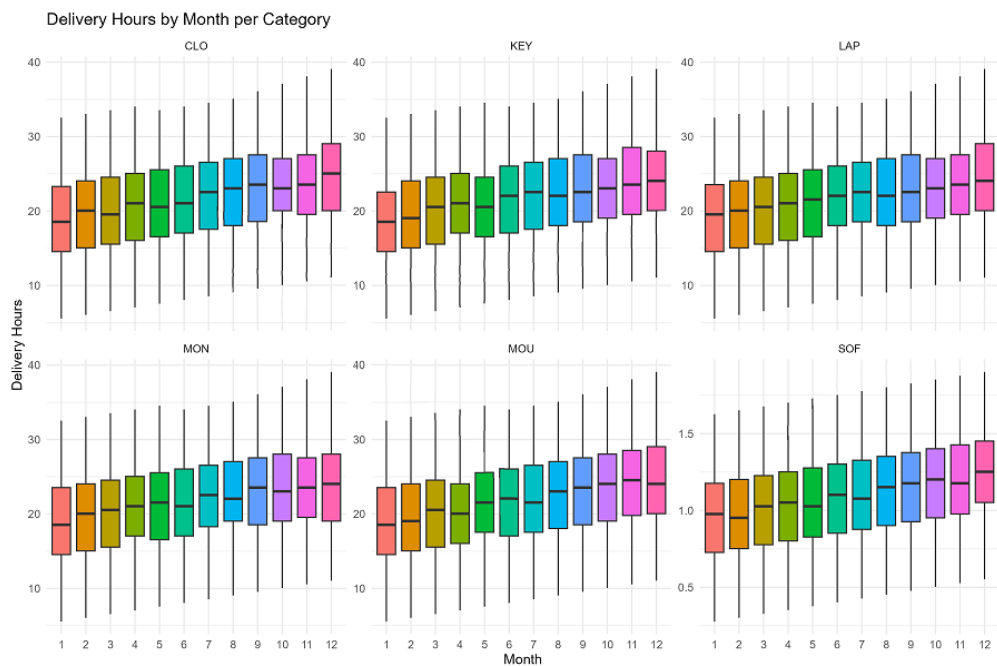 Delivery Hours by Month per Category
CLO KEY LAP
40 40 40
30 30 30
20 20 20
10 10 10
Delivery Hours
MON MOU SOF
40 40
30 30 1.5
20 20 1.0
10 10 0.5
1 2 3 4 5 6 7 8 9 10 11 12 1 2 3 4 5 6 7 8 9 10 11 12 1 2 3 4 5 6 7 8 9 10 11 12
Month